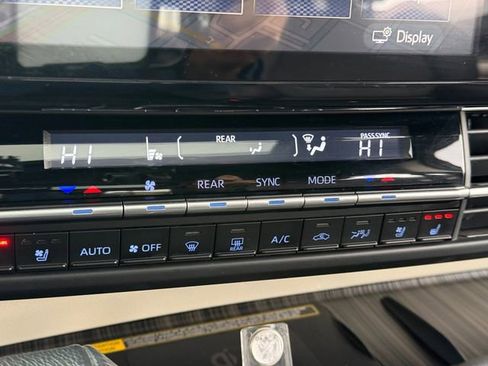 Display
REAR
PASS SYNC
HI
HI
REAR
SYNC
MODE
AUTO
OFF
REAR
A/C